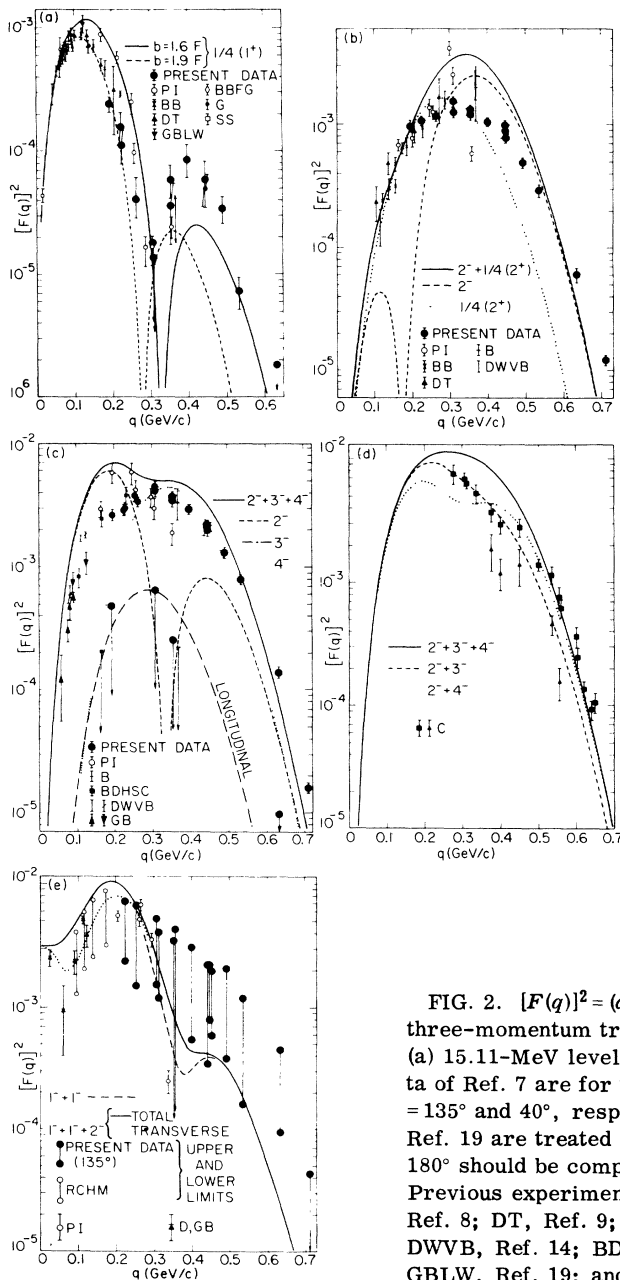 (a)
b=1.6 F
b=1.9 F } 1/4 (1⁺)
PRESENT DATA
PI
BBFG
BB
G
DT
SS
GBLW
10⁻³
10⁻⁴
10⁻⁵
10⁻⁶
[F(q)]²
0 0.1 0.2 0.3 0.4 0.5 0.6
q (GeV/c)
(b)
2⁻+1/4(2⁺)
2⁻
1/4(2⁺)
PRESENT DATA
PI
B
BB
DWVB
DT
10⁻²
10⁻³
10⁻⁴
10⁻⁵
[F(q)]²
0 0.1 0.2 0.3 0.4 0.5 0.6 0.7
q (GeV/c)
(c)
2⁻+3⁻+4⁻
2⁻
3⁻
4⁻
LONGITUDINAL
PRESENT DATA
PI
B
BDHSC
DWVB
GB
10⁻²
10⁻³
10⁻⁴
10⁻⁵
[F(q)]²
0 0.1 0.2 0.3 0.4 0.5 0.6 0.7
q(GeV/c)
(d)
2⁻+3⁻+4⁻
2⁻+3⁻
2⁻+4⁻
C
10⁻²
10⁻³
10⁻⁴
10⁻⁵
[F(q)]²
0 0.1 0.2 0.3 0.4 0.5 0.6 0.7
q(GeV/c)
(e)
1⁻+1⁻
1⁻+1⁻+2⁻ { TOTAL
TRANSVERSE
PRESENT DATA
(135°)
UPPER
AND
LOWER
LIMITS
RCHM
PI
D,GB
10⁻²
10⁻³
10⁻⁴
10⁻⁵
[F(q)]²
0 0.1 0.2 0.3 0.4 0.5 0.6 0.7
q(GeV/c)
FIG. 2. [F(q)]² = (
three-momentum tr
(a) 15.11-MeV level
ta of Ref. 7 are for
= 135° and 40°, resp
Ref. 19 are treated
180° should be comp
Previous experimen
Ref. 8; DT, Ref. 9;
DWVB, Ref. 14; BD
GBLW, Ref. 19; and